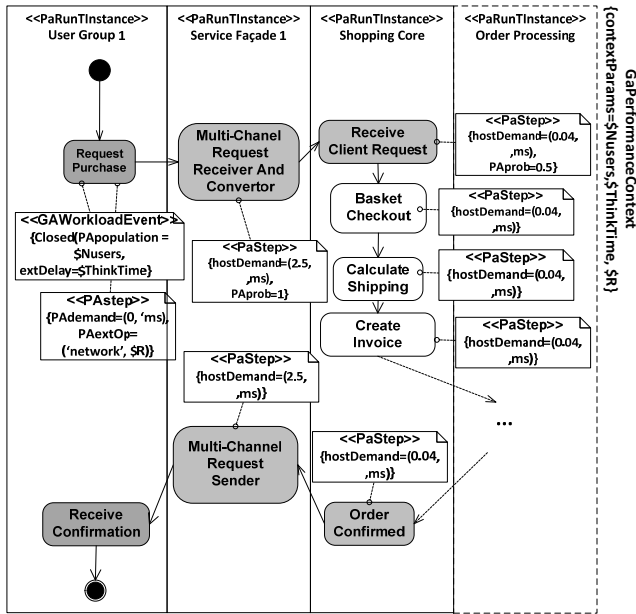 <<PaRunTInstance>>
User Group 1
<<PaRunTInstance>>
Service Façade 1
<<PaRunTInstance>>
Shopping Core
<<PaRunTInstance>>
Order Processing
GaPerformanceContext
{contextParams=$Nusers,$ThinkTime, $R}
Request
Purchase
Multi-Chanel
Request
Receiver And
Convertor
Receive
Client Request
<<PaStep>>
{hostDemand=(0.04,
,ms),
PAprob=0.5}
Basket
Checkout
<<PaStep>>
{hostDemand=(0.04,
,ms)}
<<GAWorkloadEvent>>
{Closed(PApopulation =
$Nusers,
extDelay=$ThinkTime}
<<PaStep>>
{hostDemand=(2.5,
,ms),
PAprob=1}
Calculate
Shipping
<<PaStep>>
{hostDemand=(0.04,
,ms)}
<<PAstep>>
{PAdemand=(0, ‘ms),
PAextOp=
(‘network’, $R)}
Create
Invoice
<<PaStep>>
{hostDemand=(0.04,
,ms)}
<<PaStep>>
{hostDemand=(2.5,
,ms)}
...
Multi-Channel
Request
Sender
<<PaStep>>
{hostDemand=(0.04,
,ms)}
Receive
Confirmation
Order
Confirmed